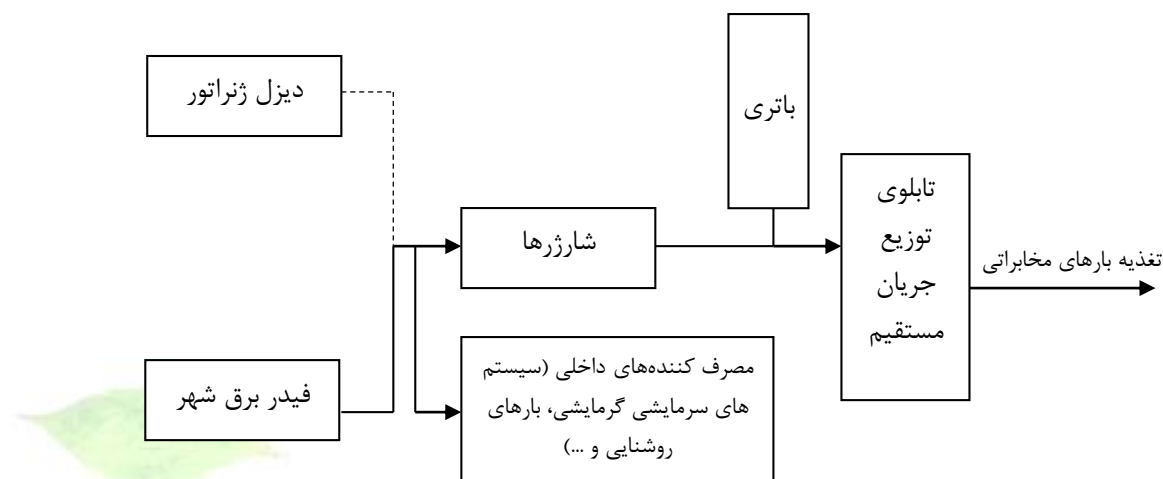 دیزل ژنراتور
باتری
تابلوی
توزیع
جریان
مستقیم
شارژرها
تغذیه بارهای مخابراتی
مصرف کننده‌های داخلی (سیستم
های سرمایشی گرمایشی، بارهای
روشنایی و ...)
فیدر برق شهر